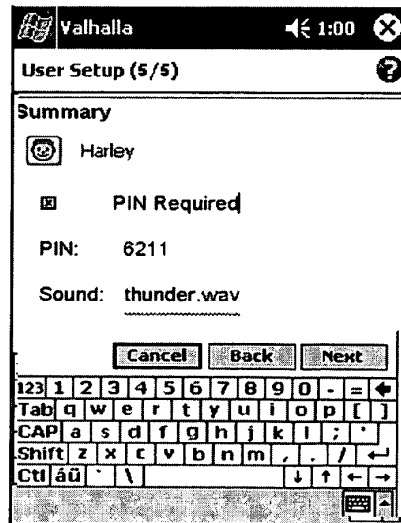 Valhalla 1:00
User Setup (5/5)
Summary
Harley
PIN Required
PIN: 6211
Sound: thunder.wav
Cancel Back Next
123 1 2 3 4 5 6 7 8 9 0 - =
Tab q w e r t y u i o p [ ]
CAP a s d f g h j k l ; '
Shift z x c v b n m , . /
Ctl áü ` \